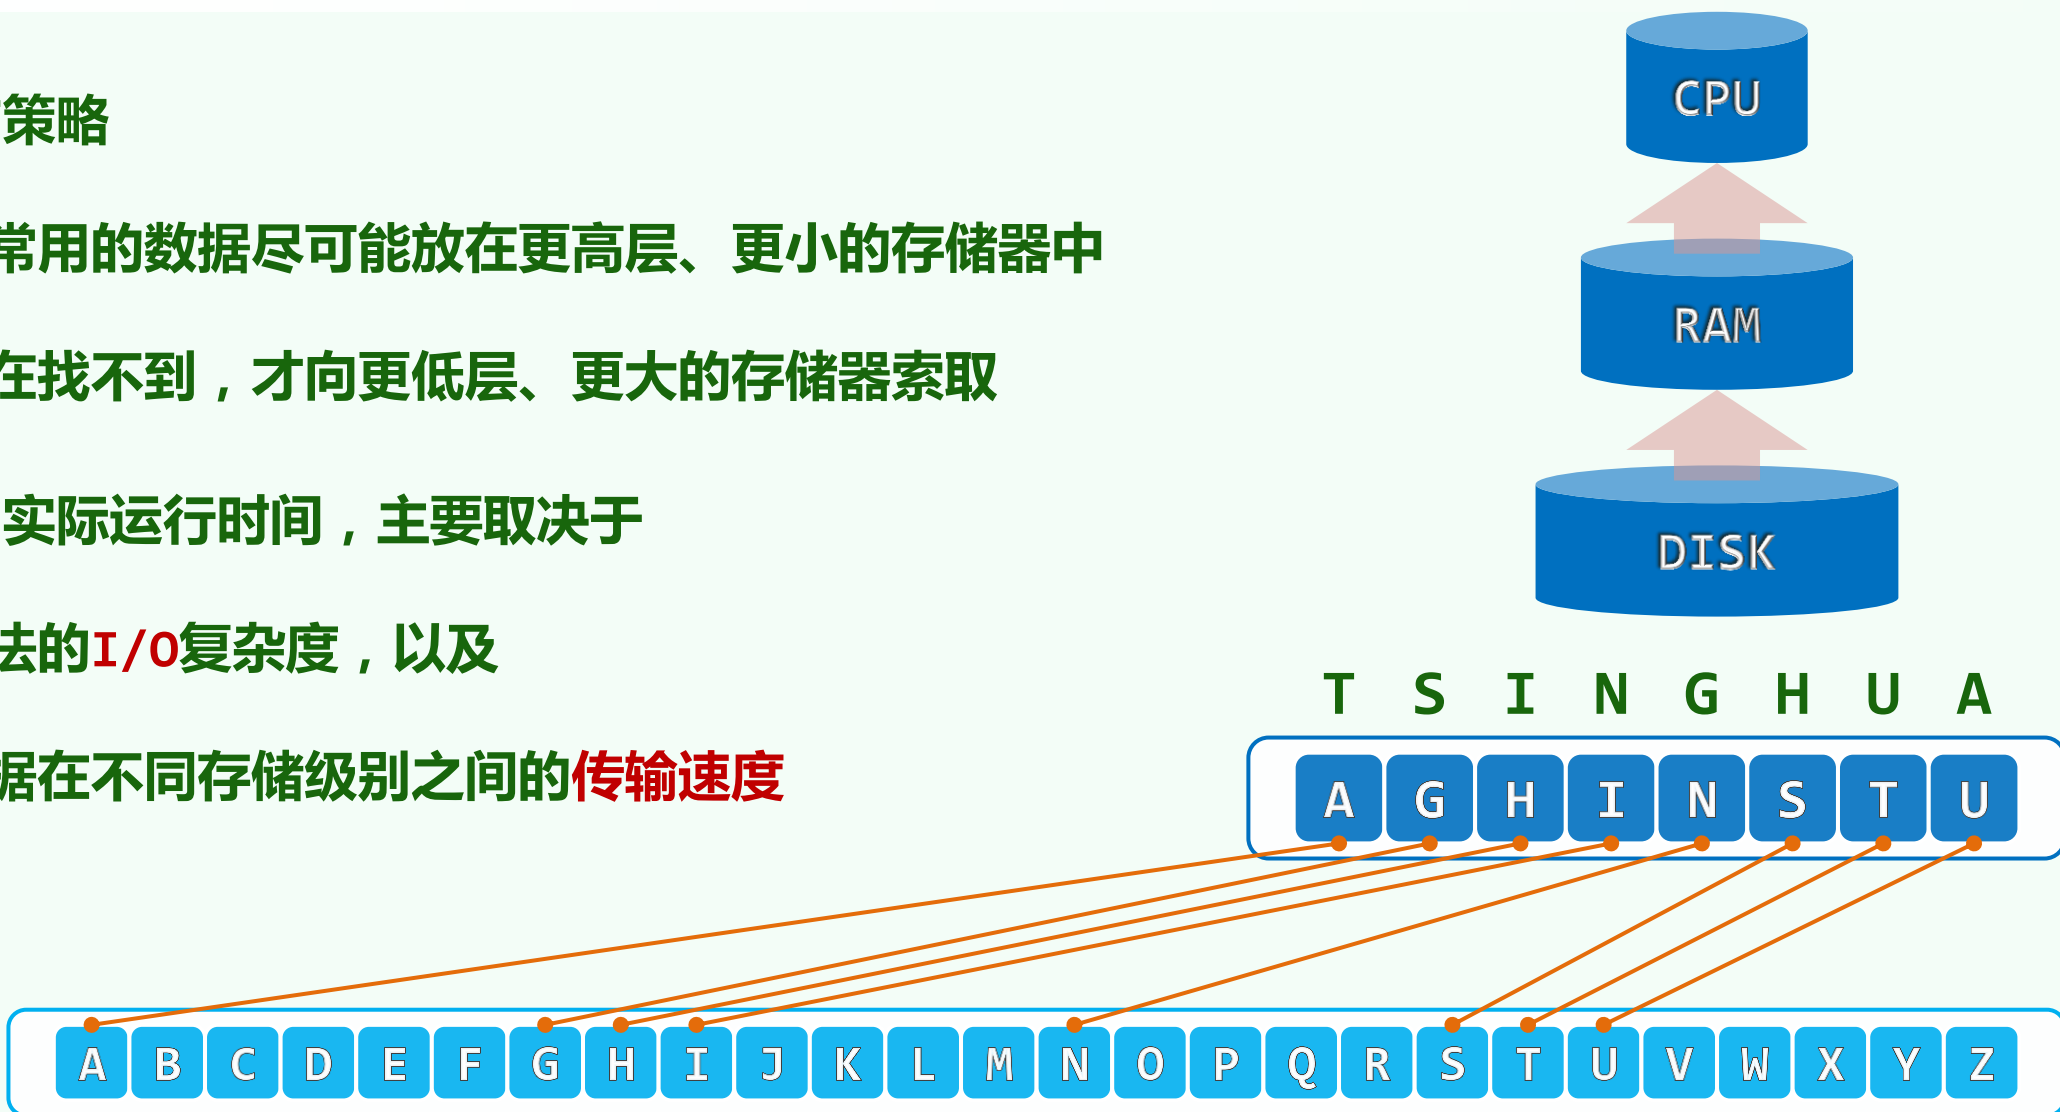 策略
常用的数据尽可能放在更高层、更小的存储器中
在找不到，才向更低层、更大的存储器索取
实际运行时间，主要取决于
法的I/O复杂度，以及
据在不同存储级别之间的传输速度
CPU
RAM
DISK
T S I N G H U A
A G H I N S T U
A B C D E F G H I J K L M N O P Q R S T U V W X Y Z